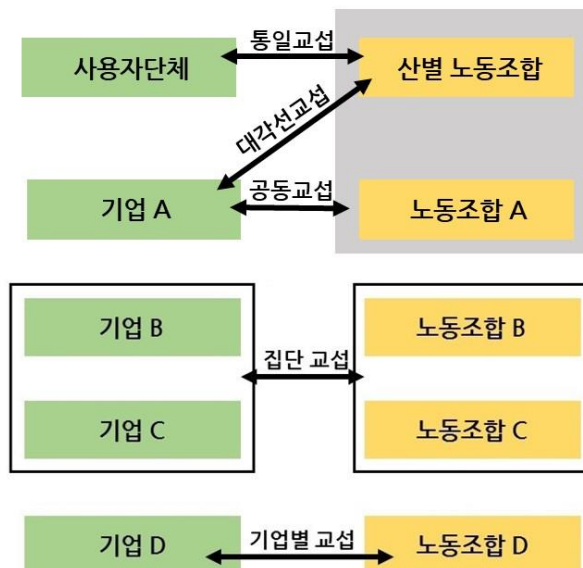 통일교섭
사용자단체
산별 노동조합
대각선교섭
공동교섭
기업 A
노동조합 A
기업 B
노동조합 B
집단 교섭
기업 C
노동조합 C
기업 D
기업별 교섭
노동조합 D